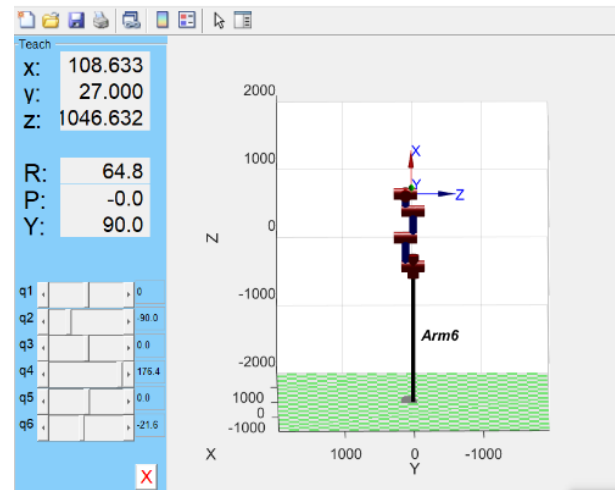 Teach
x: 108.633
y: 27.000
z: 1046.632
R: 64.8
P: -0.0
Y: 90.0
q1 0
q2 -90.0
q3 0.0
q4 176.4
q5 0.0
q6 -21.6
X
2000
1000
0
-1000
-2000
Z
X
Y
Z
Arm6
1000
0
-1000
X
1000 0 -1000
Y